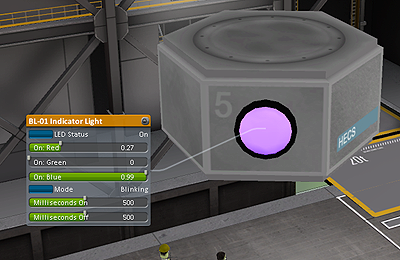 BL-01 Indicator Light
LED Status On
On: Red 0.27
On: Green 0
On: Blue 0.99
Mode Blinking
Milliseconds On 500
Milliseconds Off 500
5
HECS